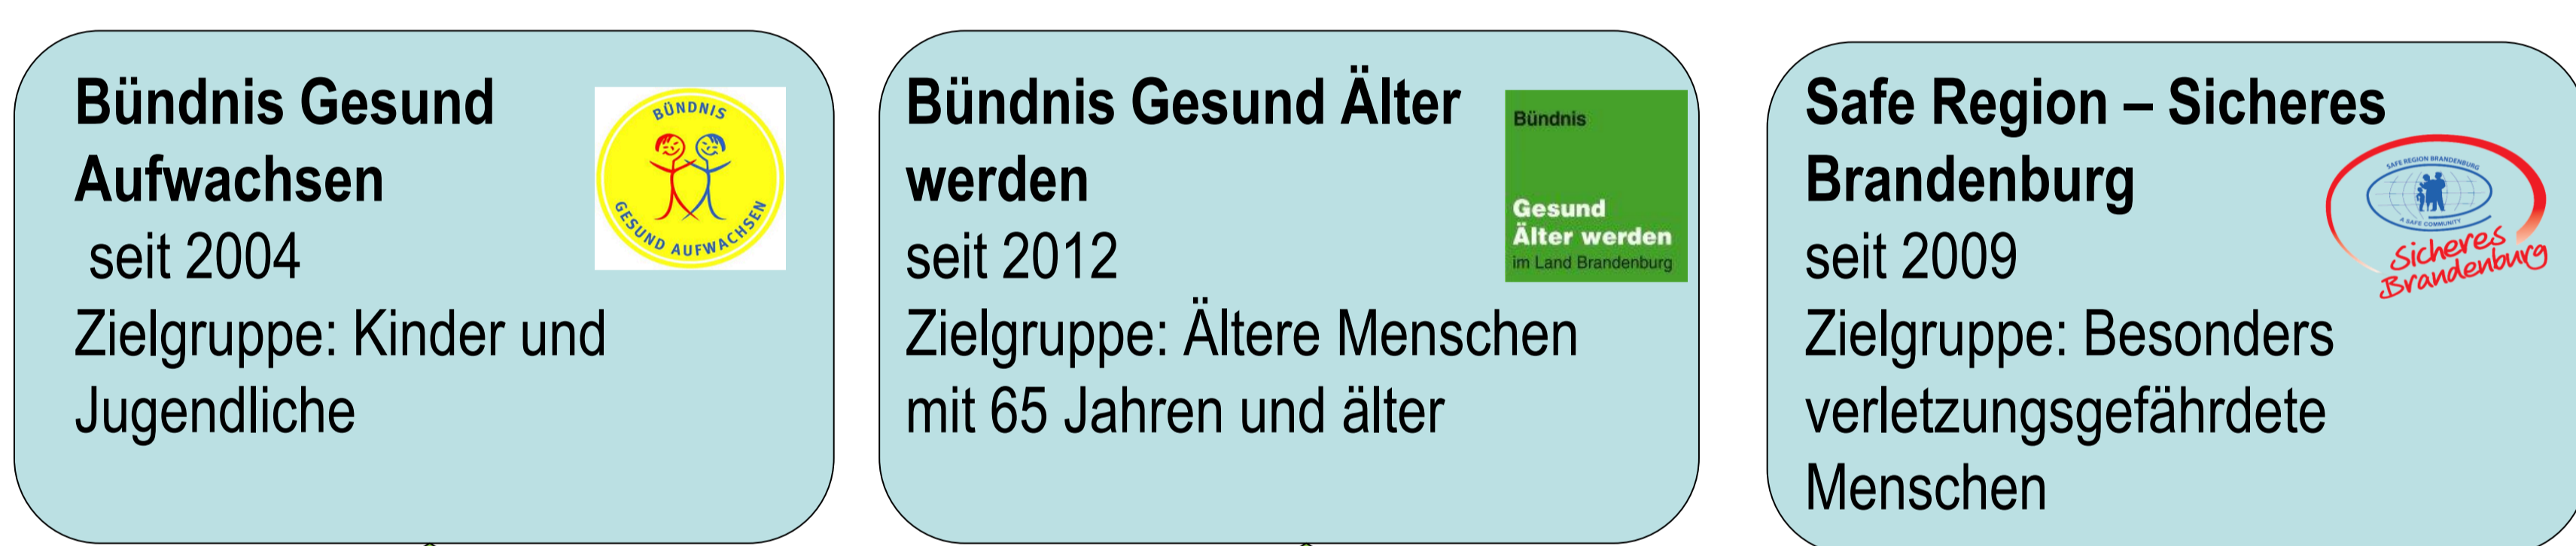 Bündnis Gesund
Aufwachsen
seit 2004
Zielgruppe: Kinder und
Jugendliche
BÜNDNIS
GESUND AUFWACHSEN
Bündnis Gesund Älter
werden
seit 2012
Zielgruppe: Ältere Menschen
mit 65 Jahren und älter
Bündnis
Gesund
Älter werden
im Land Brandenburg
Safe Region – Sicheres
Brandenburg
seit 2009
Zielgruppe: Besonders
verletzungsgefährdete
Menschen
SAFE REGION BRANDENBURG
A SAFE COMMUNITY
Sicheres
Brandenburg